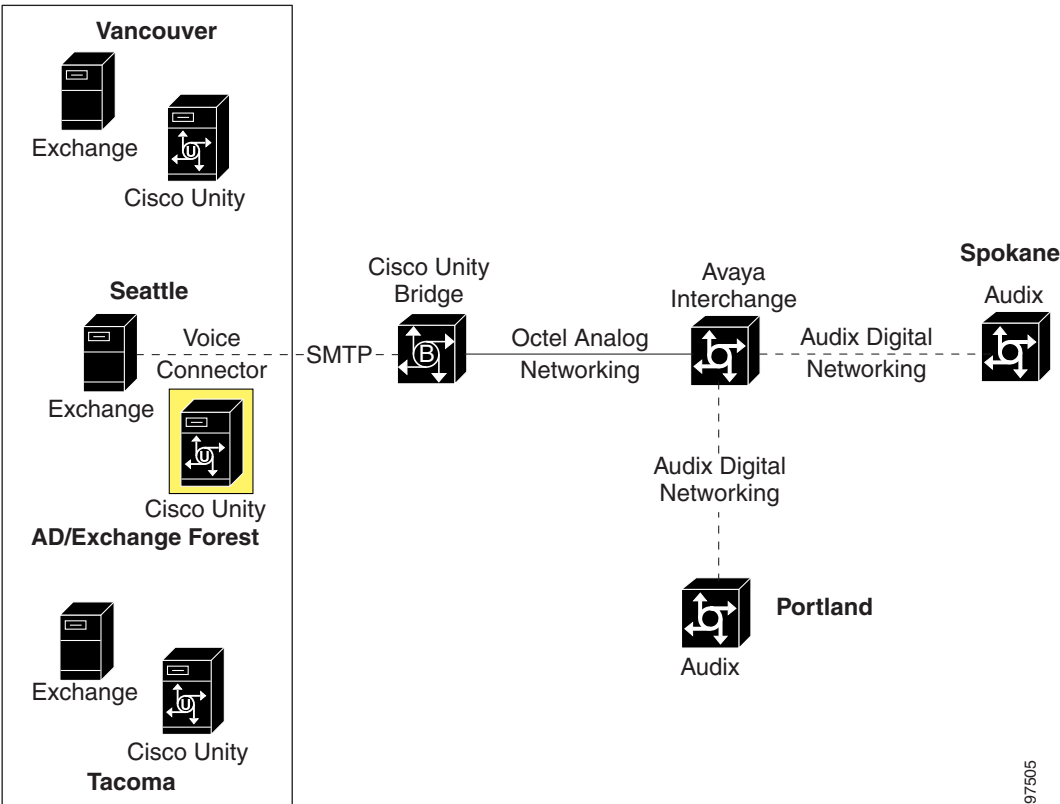 Vancouver
Exchange
Cisco Unity
Seattle
Exchange
Voice
Connector
SMTP
Cisco Unity
AD/Exchange Forest
Exchange
Cisco Unity
Tacoma
Cisco Unity
Bridge
B
Octel Analog
Networking
Avaya
Interchange
Audix Digital
Networking
Spokane
Audix
Audix Digital
Networking
Portland
Audix
U
U
U
97505